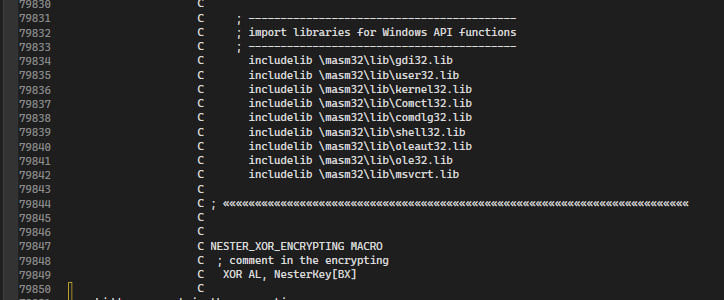 79830 C
79831 C ; ------------------------------------------
79832 C ; import libraries for Windows API functions
79833 C ; ------------------------------------------
79834 C includelib \masm32\lib\gdi32.lib
79835 C includelib \masm32\lib\user32.lib
79836 C includelib \masm32\lib\kernel32.lib
79837 C includelib \masm32\lib\Comctl32.lib
79838 C includelib \masm32\lib\comdlg32.lib
79839 C includelib \masm32\lib\shell32.lib
79840 C includelib \masm32\lib\oleaut32.lib
79841 C includelib \masm32\lib\ole32.lib
79842 C includelib \masm32\lib\msvcrt.lib
79843 C
79844 C ; «««««««««««««««««««««««««««««««««««««««««««««««««««««««««««««««««««««««««
79845 C
79846 C
79847 C NESTER_XOR_ENCRYPTING MACRO
79848 C ; comment in the encrypting
79849 C XOR AL, NesterKey[BX]
79850 C